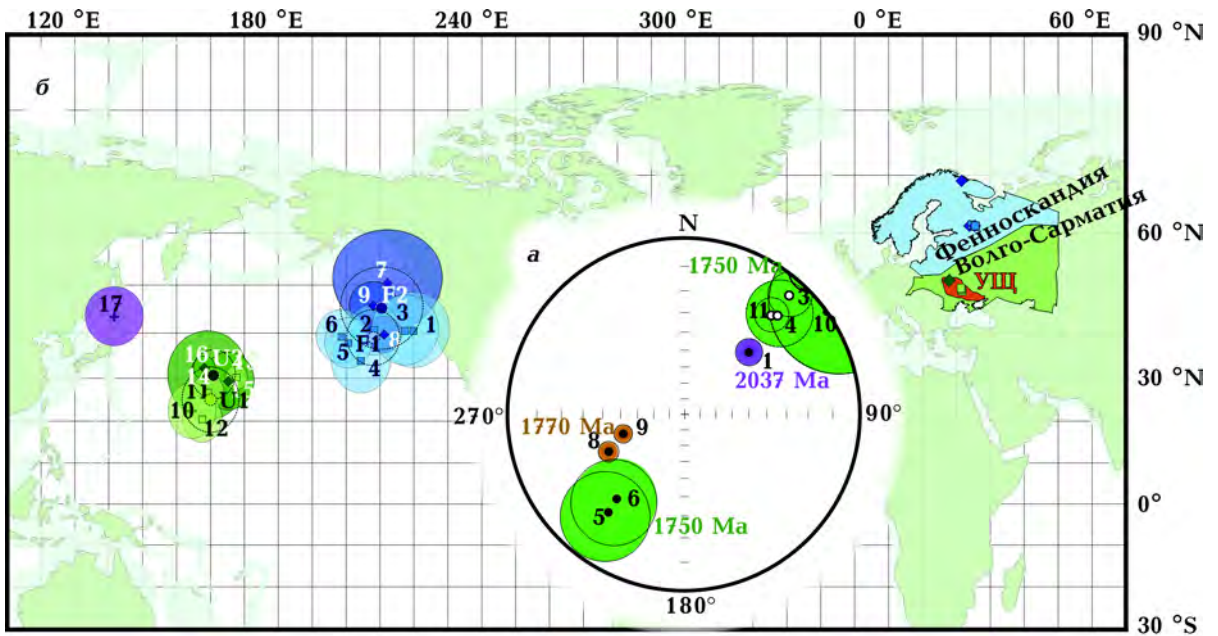 120 °E 180 °E 240 °E 300 °E 0 °E 60 °E
90 °N
б
Фенноскандия
Волго-Сарматия
УЩ
60 °N
а
N
1750 Ma
3
11
4
10
1
2037 Ma
270°
90°
1770 Ma
9
8
6
5
1750 Ma
180°
7
9 F2
2 3 1
6 F1 8
5
4
17
16
14
11 U1
10
12
30 °N
0°
30 °S